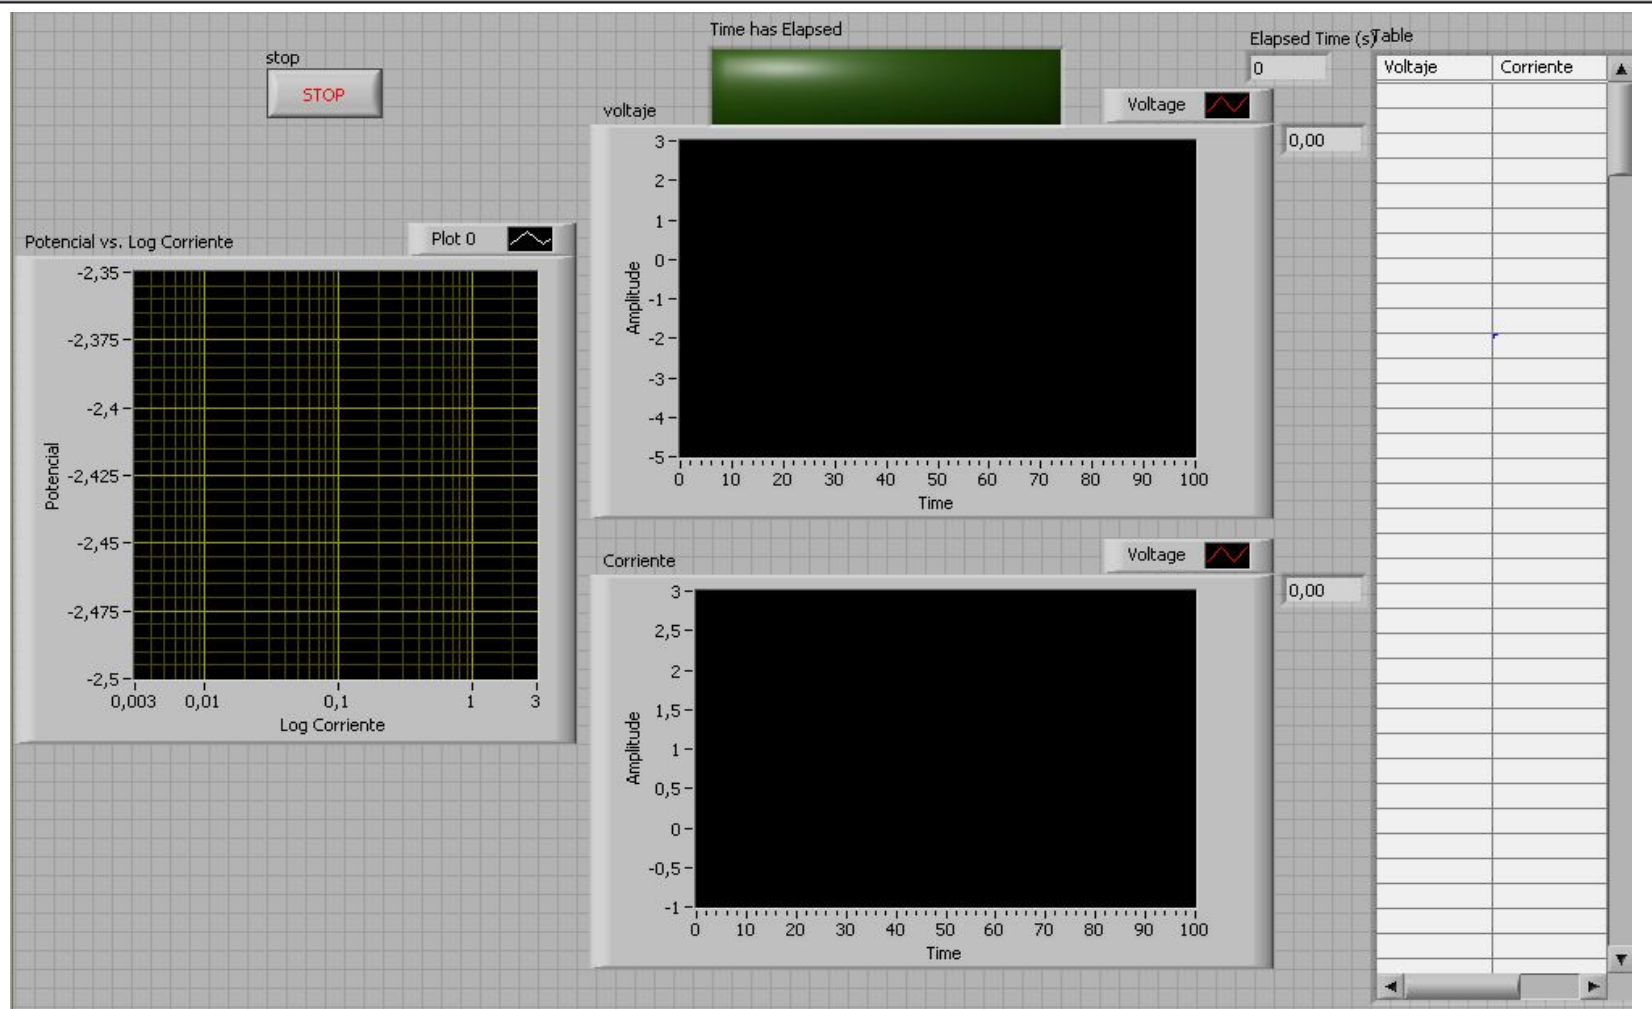 stop
STOP
Time has Elapsed
Elapsed Time (s)
0
Table
Voltaje Corriente
Potencial vs. Log Corriente
Plot 0
-2,35
-2,375
-2,4
-2,425
-2,45
-2,475
-2,5
Potencial
0,003 0,01 0,1 1 3
Log Corriente
voltaje
Voltage
0,00
3
2
1
0
-1
-2
-3
-4
-5
Amplitude
0 10 20 30 40 50 60 70 80 90 100
Time
Corriente
Voltage
0,00
3
2,5
2
1,5
1
0,5
0
-0,5
-1
Amplitude
0 10 20 30 40 50 60 70 80 90 100
Time